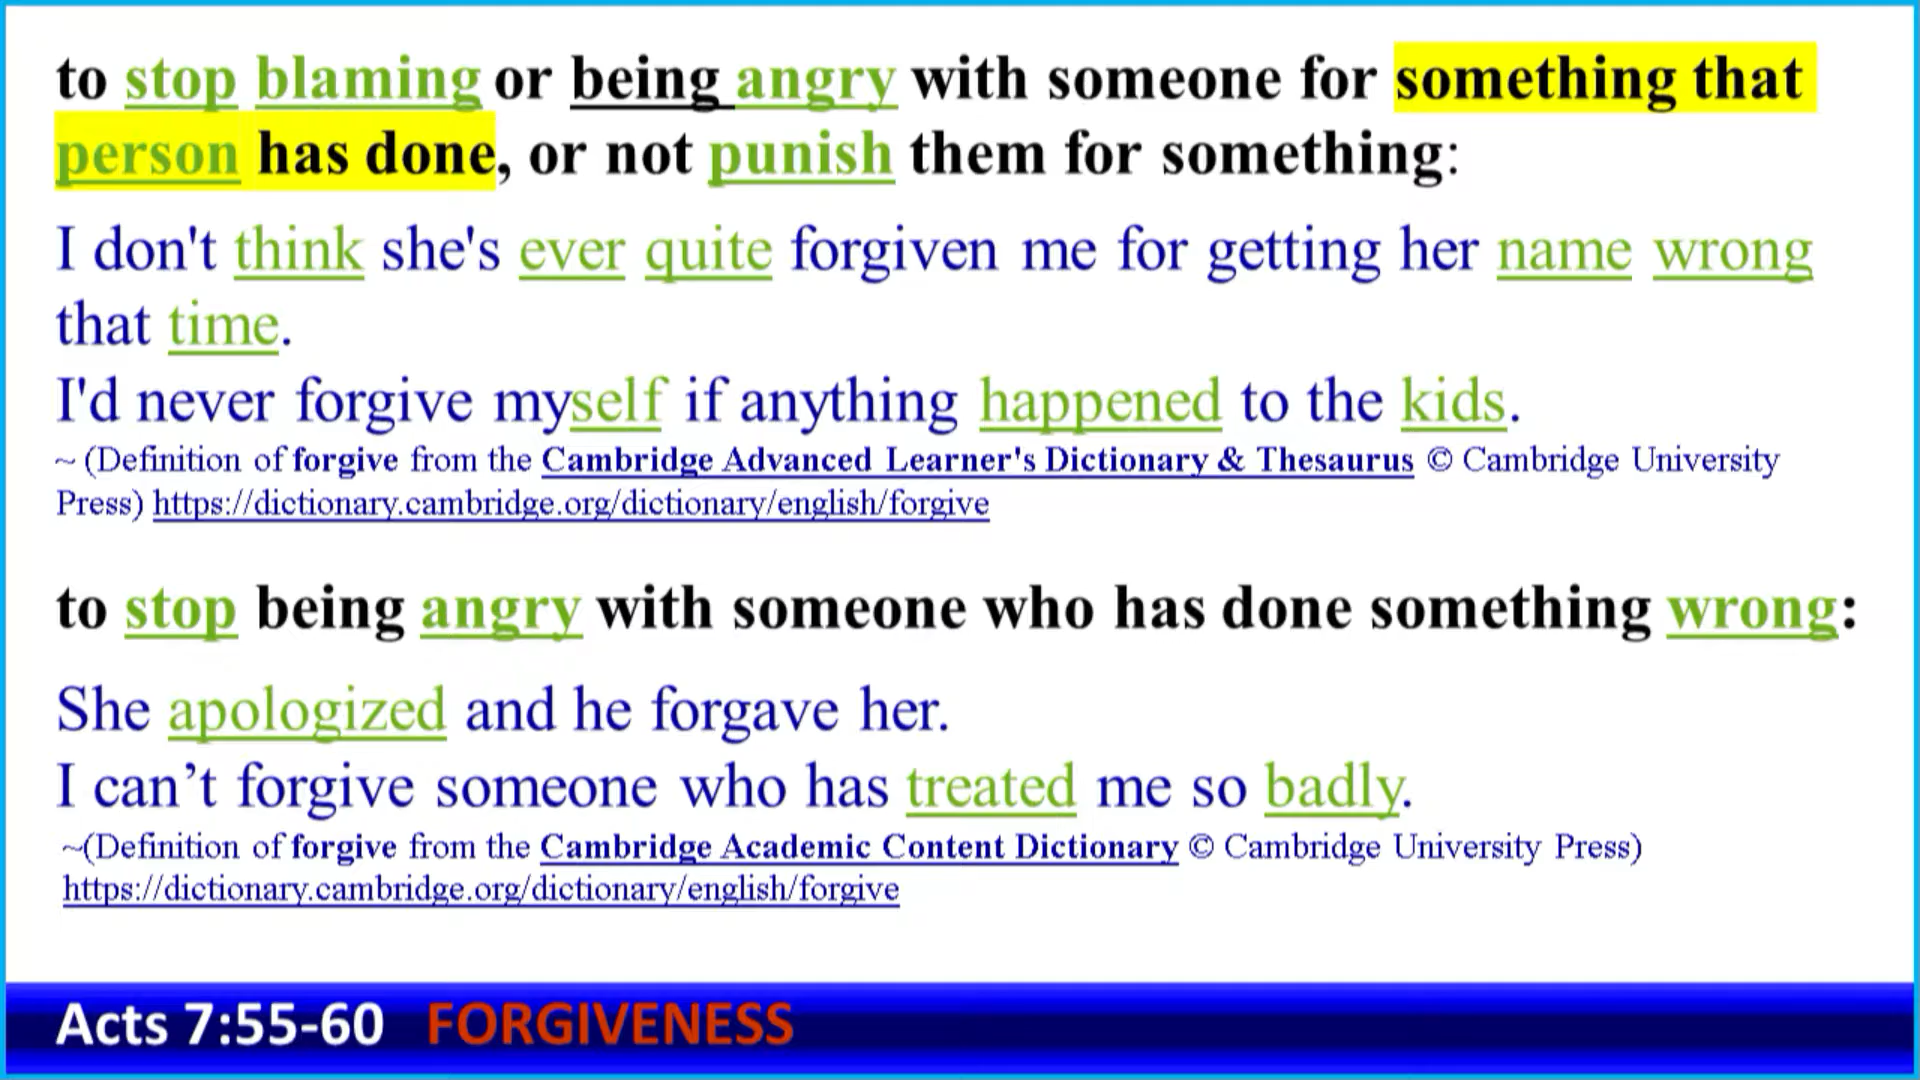 to stop blaming or being angry with someone for something that
person has done, or not punish them for something:
I don't think she's ever quite forgiven me for getting her name wrong
that time.
I'd never forgive myself if anything happened to the kids.
~ (Definition of forgive from the Cambridge Advanced Learner's Dictionary & Thesaurus © Cambridge University
Press) https://dictionary.cambridge.org/dictionary/english/forgive
to stop being angry with someone who has done something wrong:
She apologized and he forgave her.
I can’t forgive someone who has treated me so badly.
~(Definition of forgive from the Cambridge Academic Content Dictionary © Cambridge University Press)
https://dictionary.cambridge.org/dictionary/english/forgive
Acts 7:55-60 FORGIVENESS